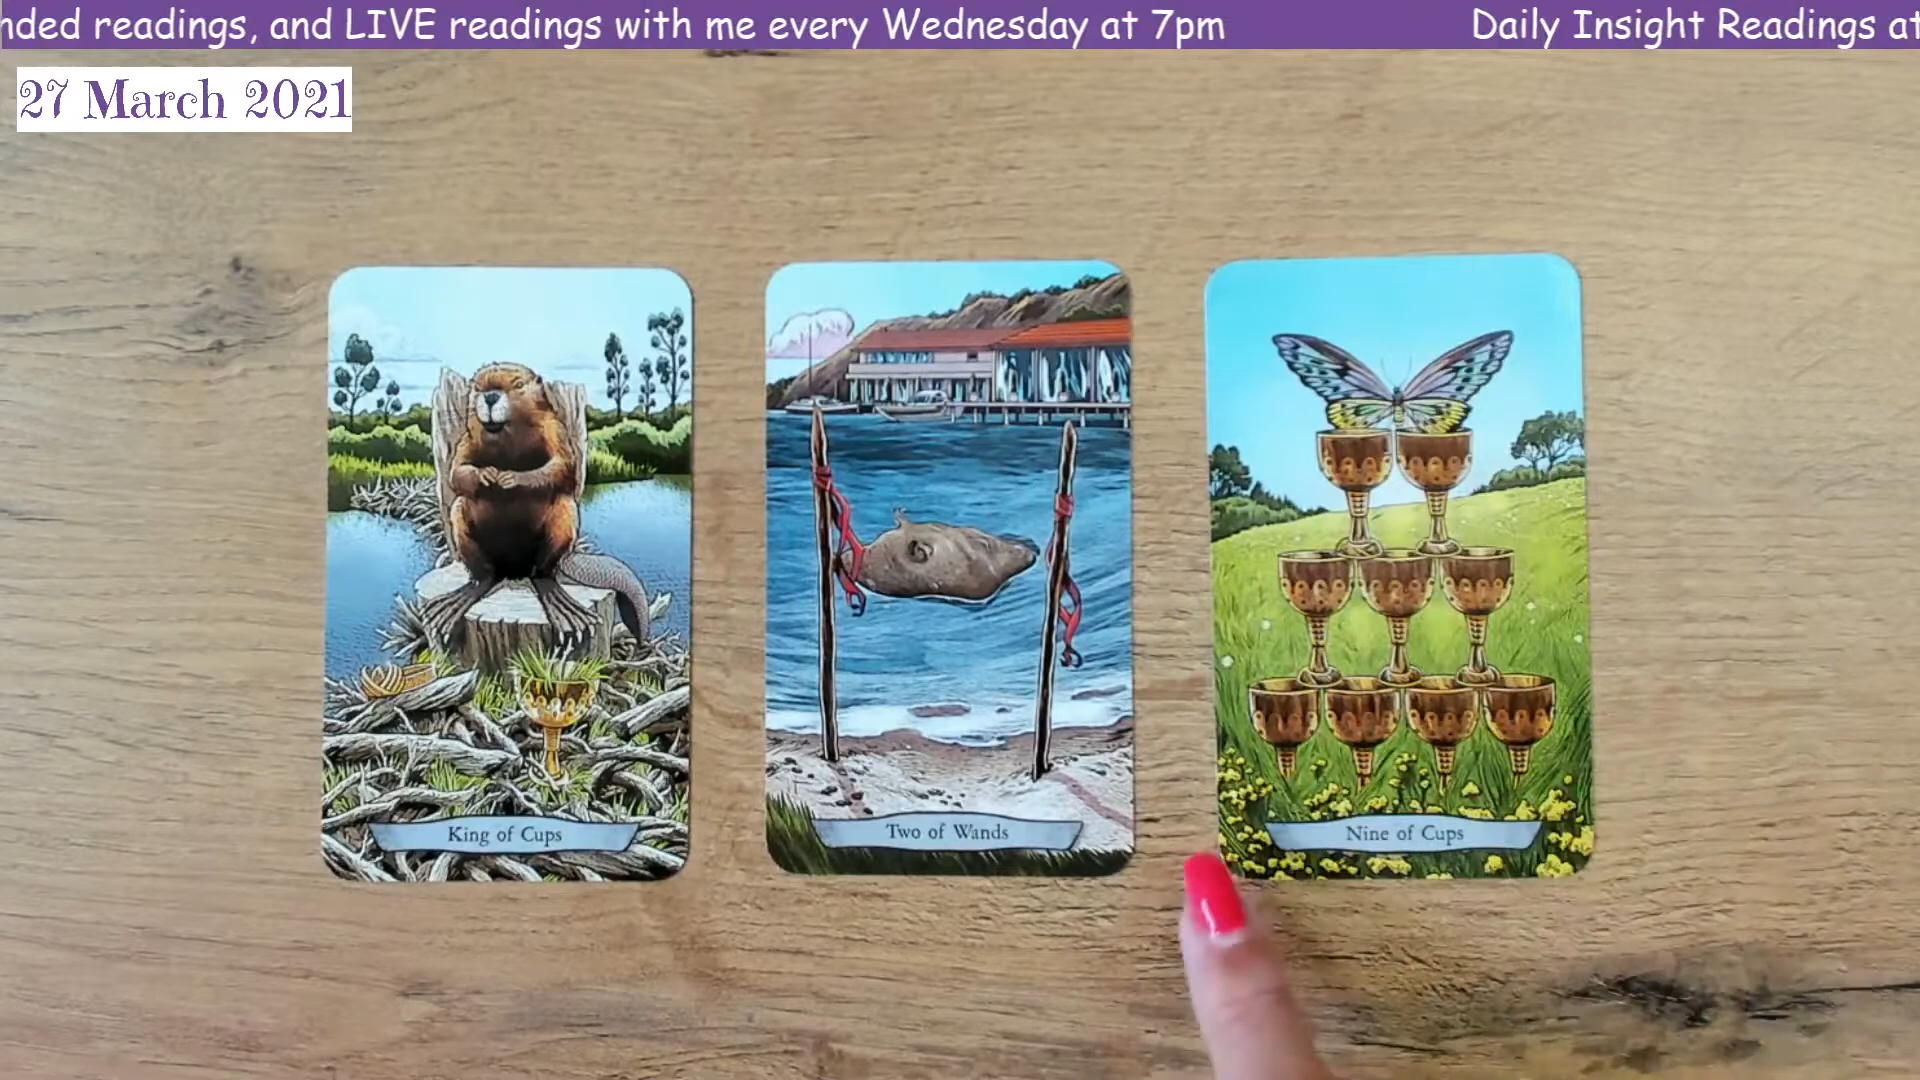 nded readings, and LIVE readings with me every Wednesday at 7pm Daily Insight Readings at
27 March 2021
King of Cups
Two of Wands
Nine of Cups